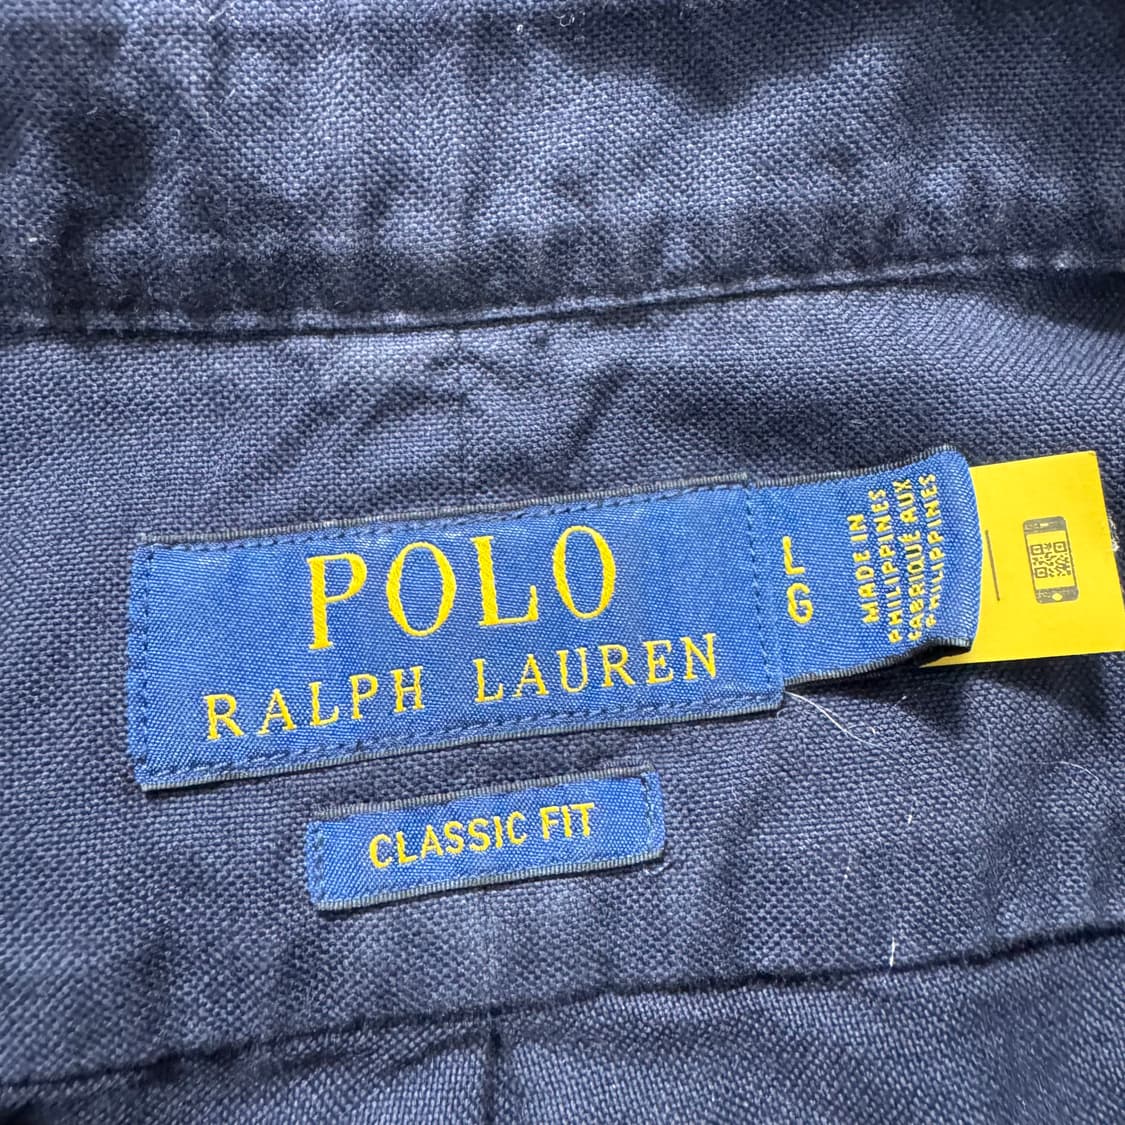 POLO
RALPH LAUREN
L
G
MADE IN
PHILIPPINES
FABRIQUÉ AUX
PHILIPPINES
CLASSIC FIT